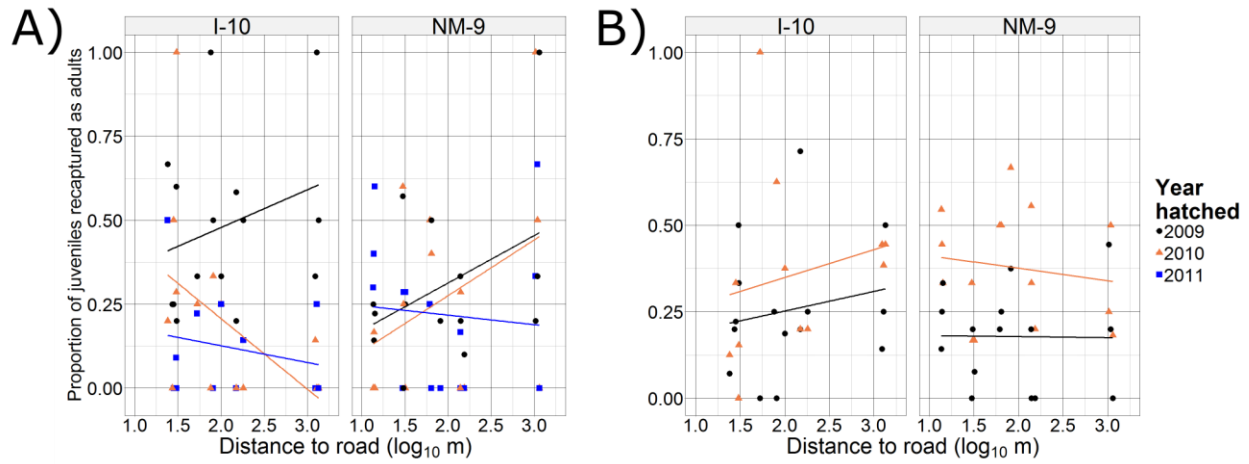 A)
I-10
NM-9
Proportion of juveniles recaptured as adults
1.00
0.75
0.50
0.25
0.00
1.0 1.5 2.0 2.5 3.0 1.0 1.5 2.0 2.5 3.0
Distance to road (log10 m)
B)
I-10
NM-9
1.00
0.75
0.50
0.25
0.00
1.0 1.5 2.0 2.5 3.0 1.0 1.5 2.0 2.5 3.0
Distance to road (log10 m)
Year
hatched
2009
2010
2011